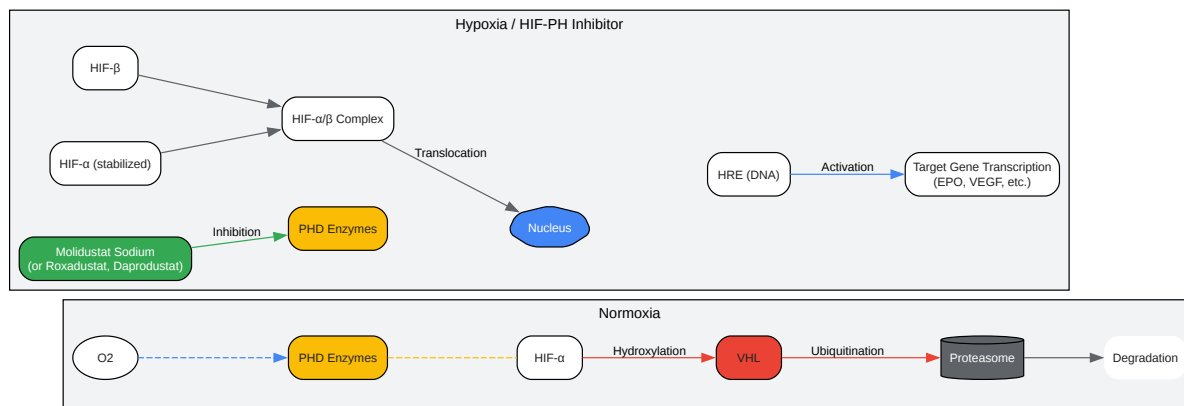 Hypoxia / HIF-PH Inhibitor
HIF-β
HIF-α/β Complex
HIF-α (stabilized)
Translocation
HRE (DNA)
Activation
Target Gene Transcription
(EPO, VEGF, etc.)
Molidustat Sodium
(or Roxadustat, Daprodustat)
Inhibition
PHD Enzymes
Nucleus
Normoxia
O2
PHD Enzymes
HIF-α
Hydroxylation
VHL
Ubiquitination
Proteasome
Degradation